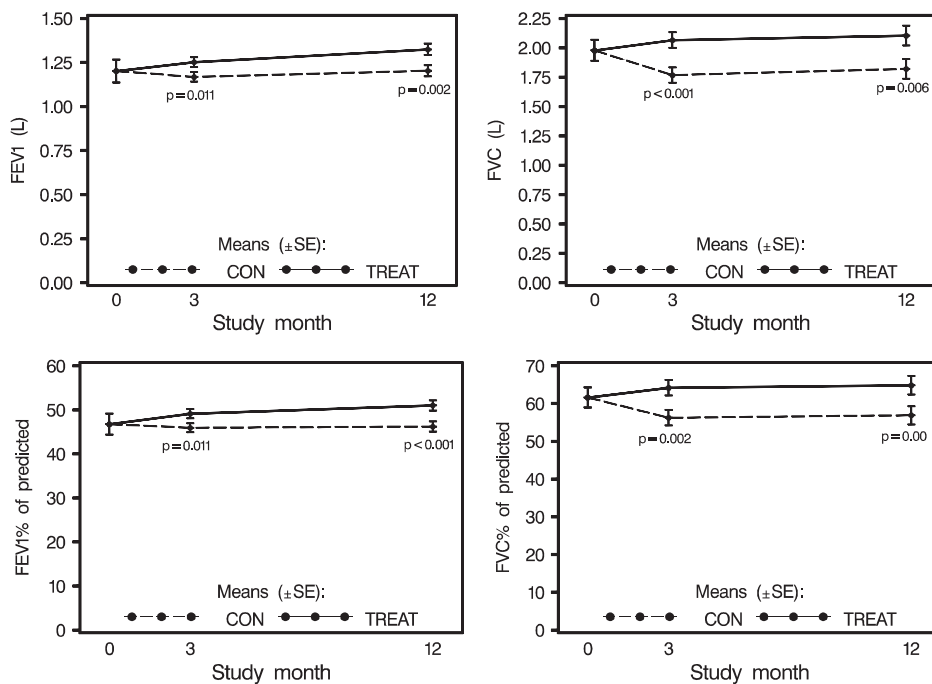 1.50
1.25
1.00
0.75
0.50
0.25
0.00
FEV1 (L)
p=0.011
p=0.002
Means (±SE):
CON TREAT
0 3 12
Study month
2.25
2.00
1.75
1.50
1.25
1.00
0.75
0.50
0.25
0.00
FVC (L)
p<0.001
p=0.006
Means (±SE):
CON TREAT
0 3 12
Study month
60
50
40
30
20
10
0
FEV1% of predicted
p=0.011
p<0.001
Means (±SE):
CON TREAT
0 3 12
Study month
70
60
50
40
30
20
10
0
FVC% of predicted
p=0.002
p=0.00
Means (±SE):
CON TREAT
0 3 12
Study month